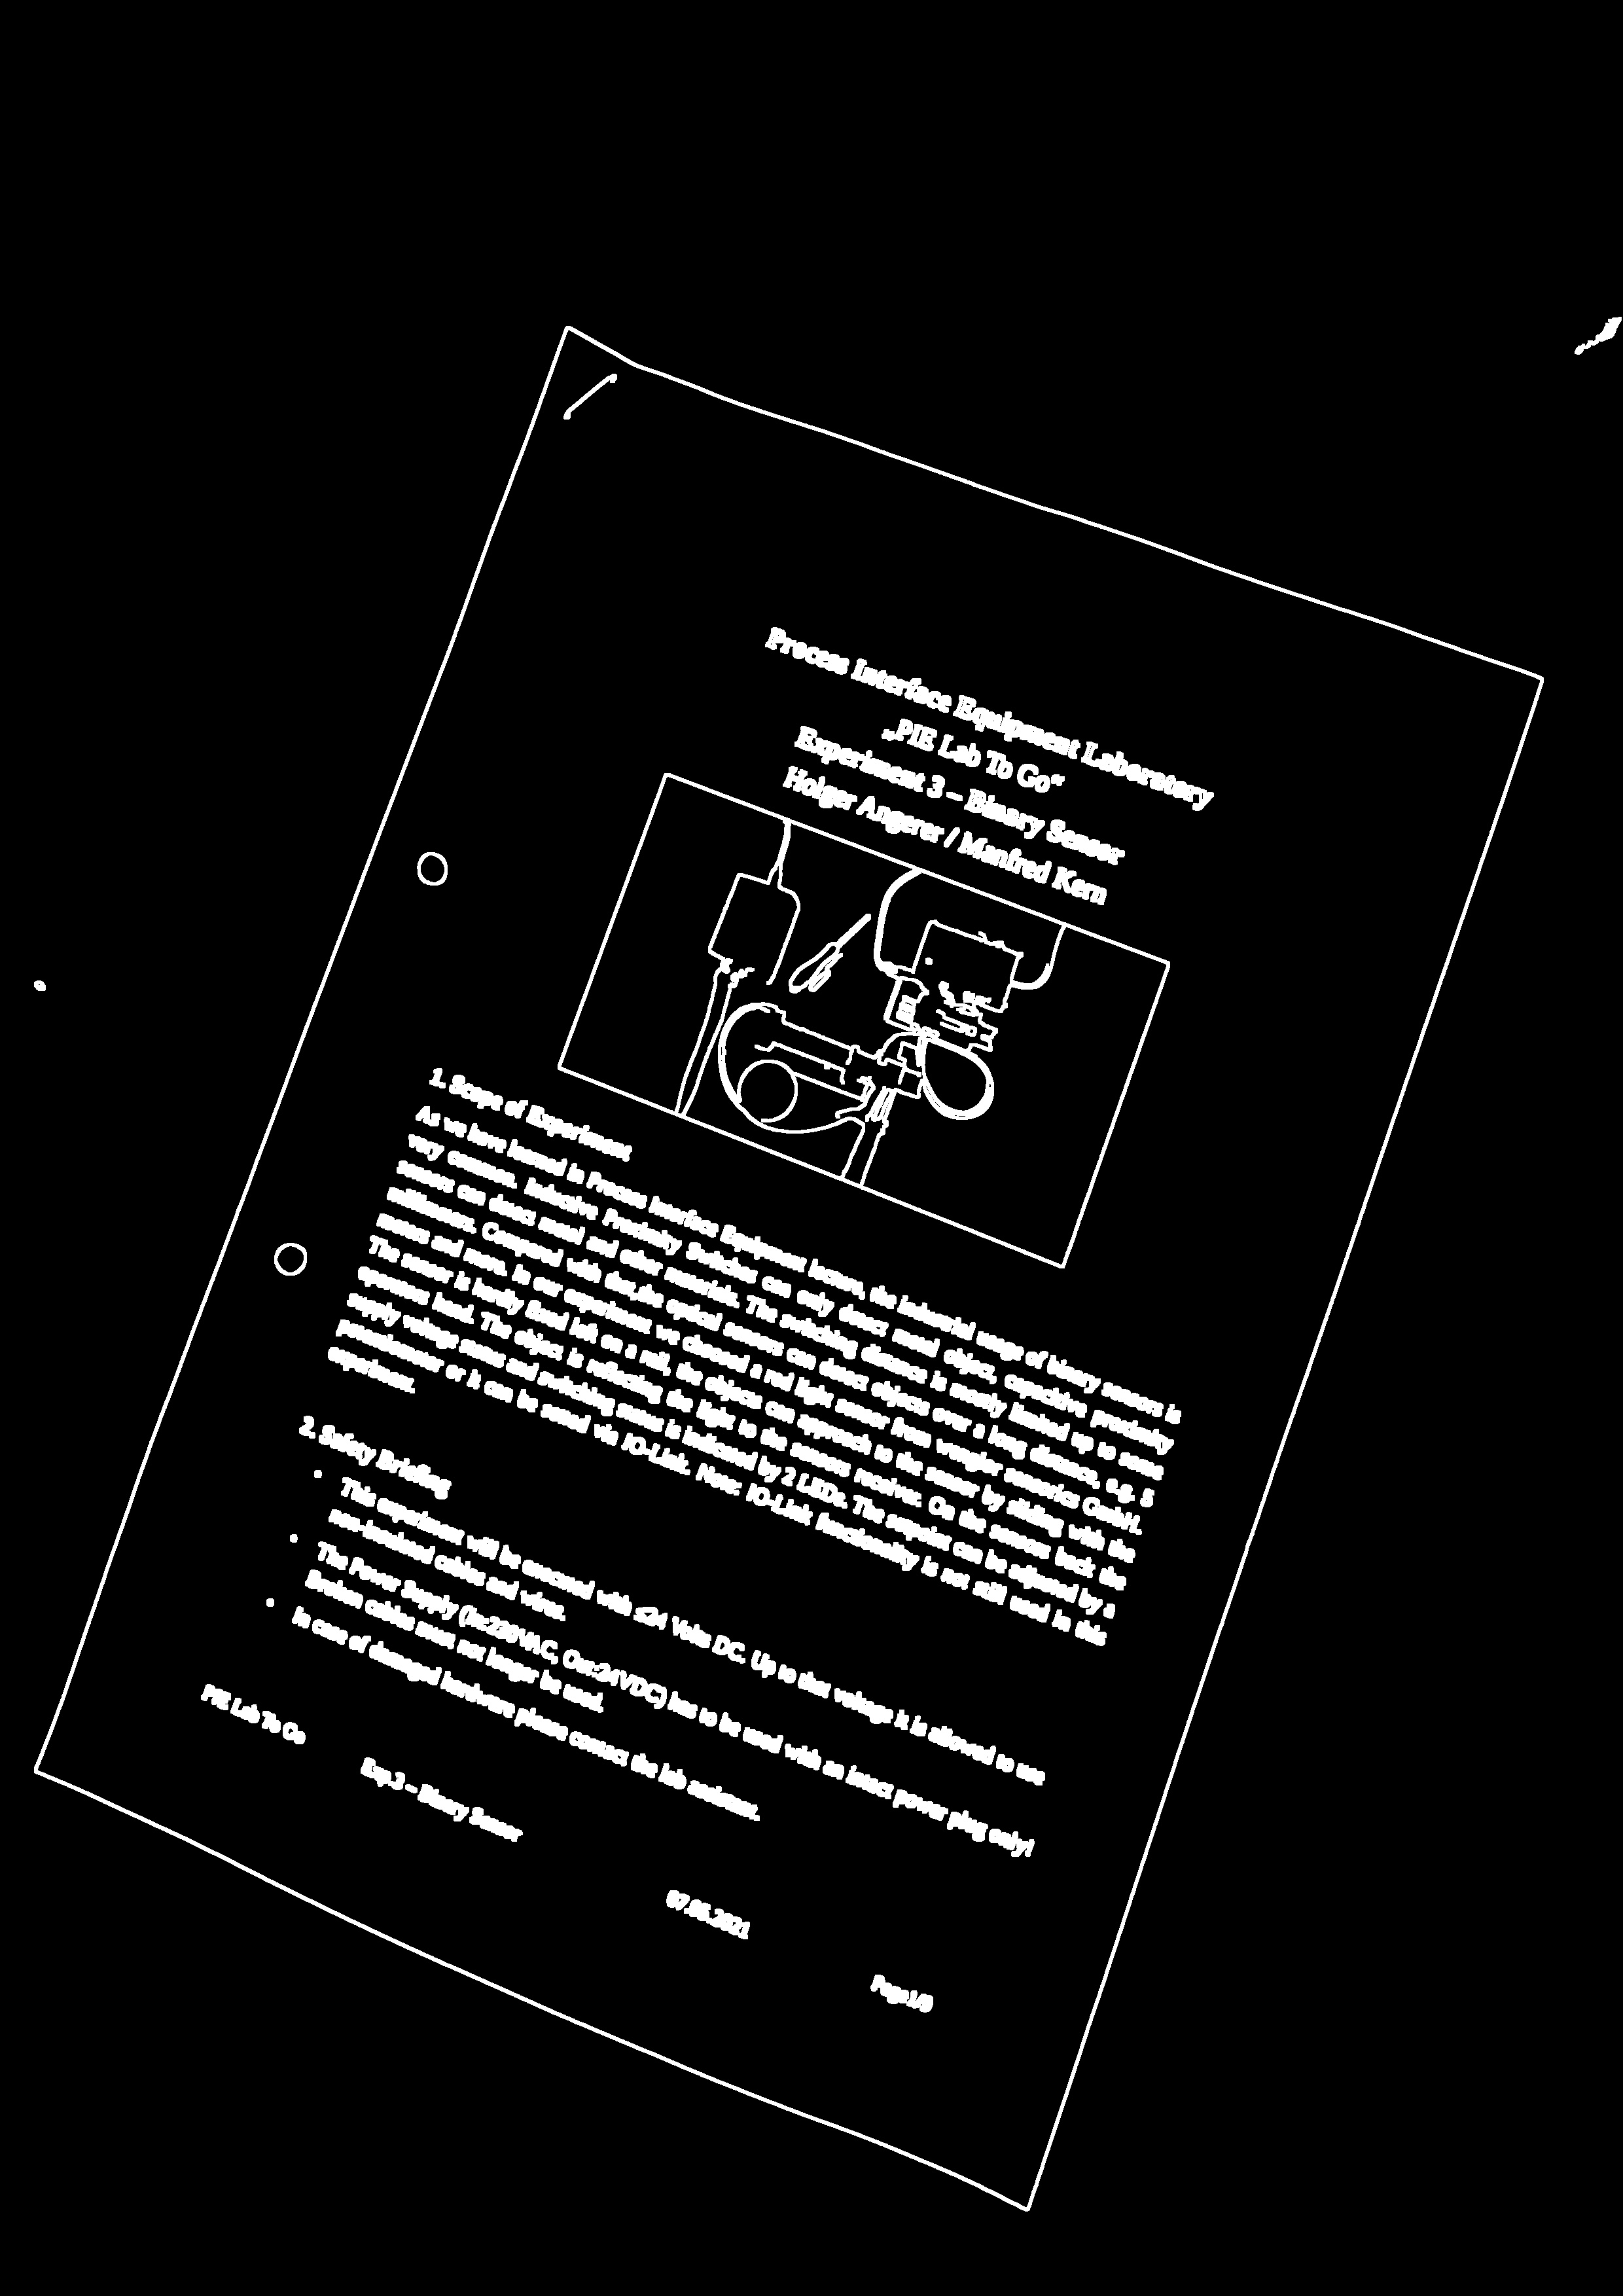 Process Interface Equipment Laboratory
„PIE Lab To Go“
Experiment 3 – Binary Sensor
Holger Angerer / Manfred Kern
1. Scope of Experiment
As we have learned in Process Interface Equipment lecture, the industrial usage of binary sensors is
very common. Inductive Proximity Switches can only detect metal object, capacitive proximity
sensors can detect metal and other materials. The switching distance is mostly limited up to some
millimeters. Compared with that, the optical sensors can detect objects over a long distance, e.g. 5
meters and more. In our experiment we choosed a red light sensor from wenglor sensorics GmbH.
The sensor is locally fixed left on a rail, the objects can approach to the sensor by sliding with the
operators hand. The object is reflecting the light to the sensors receiver. On the sensors back the
supply voltage status and switching status is indicated by 2 LEDs. The setpoint can be adjusted by a
Potentiometer or it can be setted via IO-Link. Note: IO-Link functionality is not still used in this
experiment.
2. Safety Briefing
• This experiment will be executed with ≤24 Volts DC. Up to that voltage it is allowed to use
non-insulated cables and wires.
• The Power Supply (In:230VAC, Out:24VDC) has to be used with an intact power plug only!
Broken cables must not longer be used.
• In case of damaged hardware please contact the lab assistant.
PIE Lab To Go
Exp.3 – Binary Sensor
07.05.2021
Page1/9